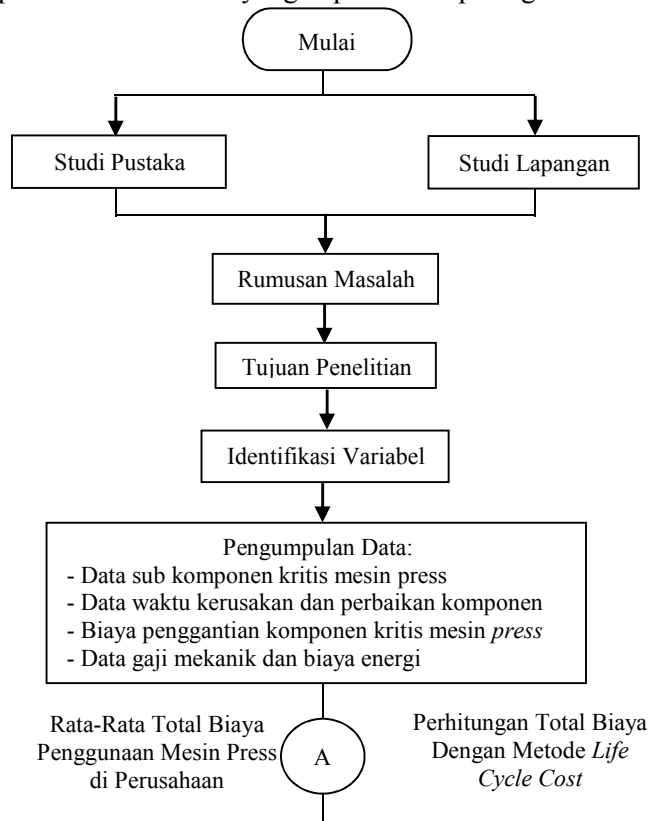 Mulai
Studi Pustaka
Studi Lapangan
Rumusan Masalah
Tujuan Penelitian
Identifikasi Variabel
Pengumpulan Data:
- Data sub komponen kritis mesin press
- Data waktu kerusakan dan perbaikan komponen
- Biaya penggantian komponen kritis mesin press
- Data gaji mekanik dan biaya energi
Rata-Rata Total Biaya
Penggunaan Mesin Press
di Perusahaan
A
Perhitungan Total Biaya
Dengan Metode Life
Cycle Cost